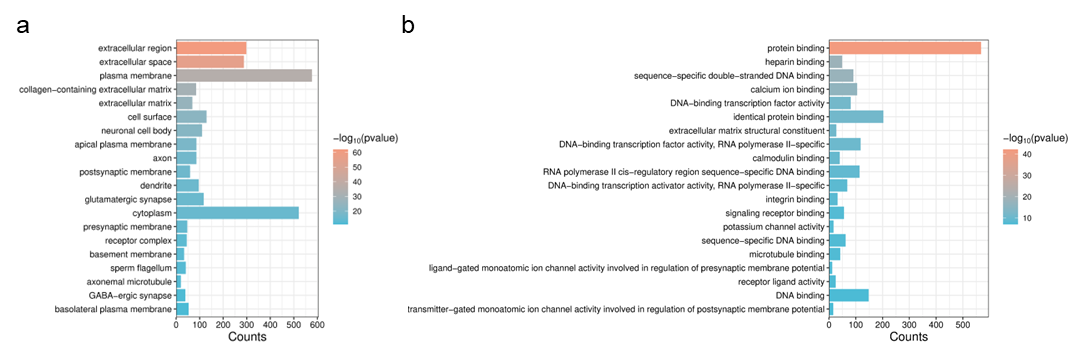 a
extracellular region
extracellular space
plasma membrane
collagen−containing extracellular matrix
extracellular matrix
cell surface
neuronal cell body
apical plasma membrane
axon
postsynaptic membrane
dendrite
glutamatergic synapse
cytoplasm
presynaptic membrane
receptor complex
basement membrane
sperm flagellum
axonemal microtubule
GABA−ergic synapse
basolateral plasma membrane
0 100 200 300 400 500 600
Counts
−log10(pvalue)
60
50
40
30
20
b
protein binding
heparin binding
sequence−specific double−stranded DNA binding
calcium ion binding
DNA−binding transcription factor activity
identical protein binding
extracellular matrix structural constituent
DNA−binding transcription factor activity, RNA polymerase II−specific
calmodulin binding
RNA polymerase II cis−regulatory region sequence−specific DNA binding
DNA−binding transcription activator activity, RNA polymerase II−specific
integrin binding
signaling receptor binding
potassium channel activity
sequence−specific DNA binding
microtubule binding
ligand−gated monoatomic ion channel activity involved in regulation of presynaptic membrane potential
receptor ligand activity
DNA binding
transmitter−gated monoatomic ion channel activity involved in regulation of postsynaptic membrane potential
0 100 200 300 400 500
Counts
−log10(pvalue)
40
30
20
10